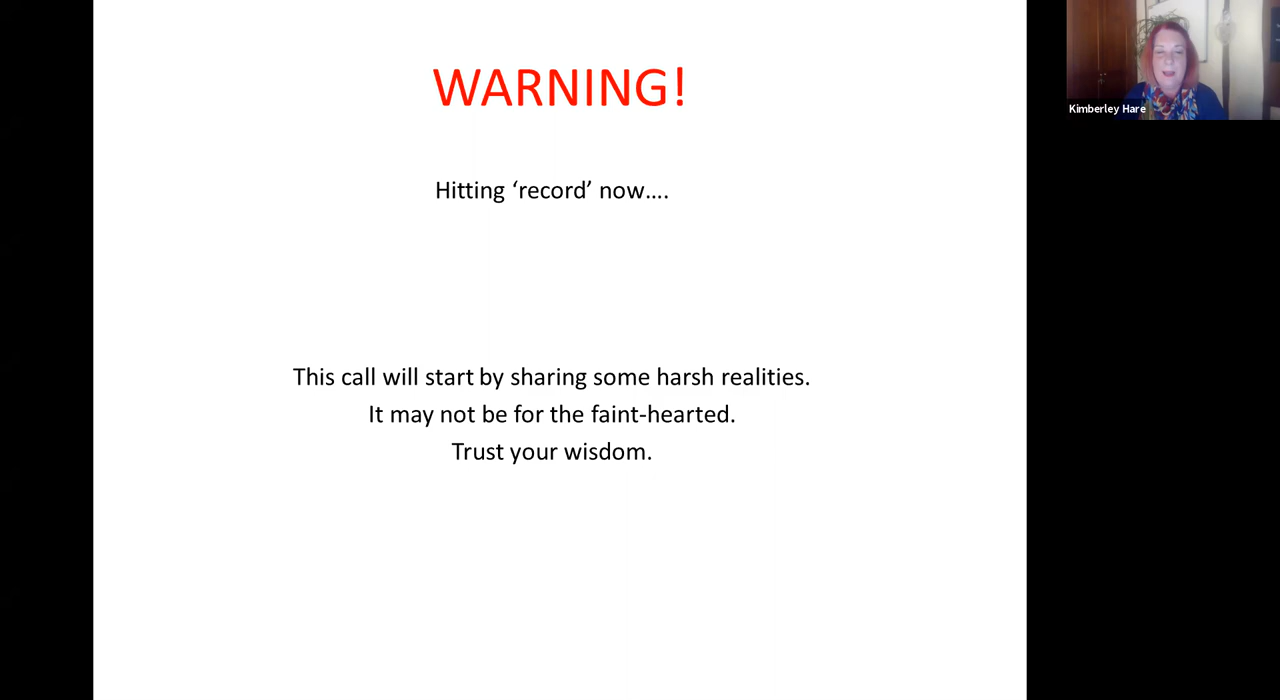 WARNING!
Hitting ‘record’ now….
This call will start by sharing some harsh realities.
It may not be for the faint-hearted.
Trust your wisdom.
Kimberley Hare